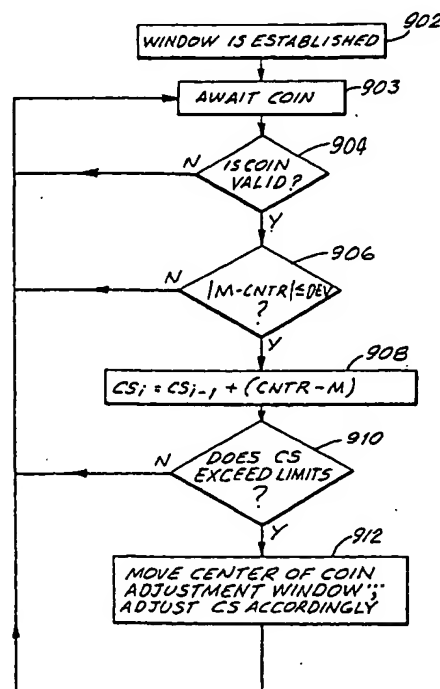 902
WINDOW IS ESTABLISHED
903
AWAIT COIN
904
N
IS COIN
VALID?
Y
906
N
|M-CNTR|≤DEV
?
Y
908
CSi = CSi-1 + (CNTR-M)
910
N
DOES CS
EXCEED LIMITS
?
Y
912
MOVE CENTER OF COIN
ADJUSTMENT WINDOW...;
ADJUST CS ACCORDINGLY